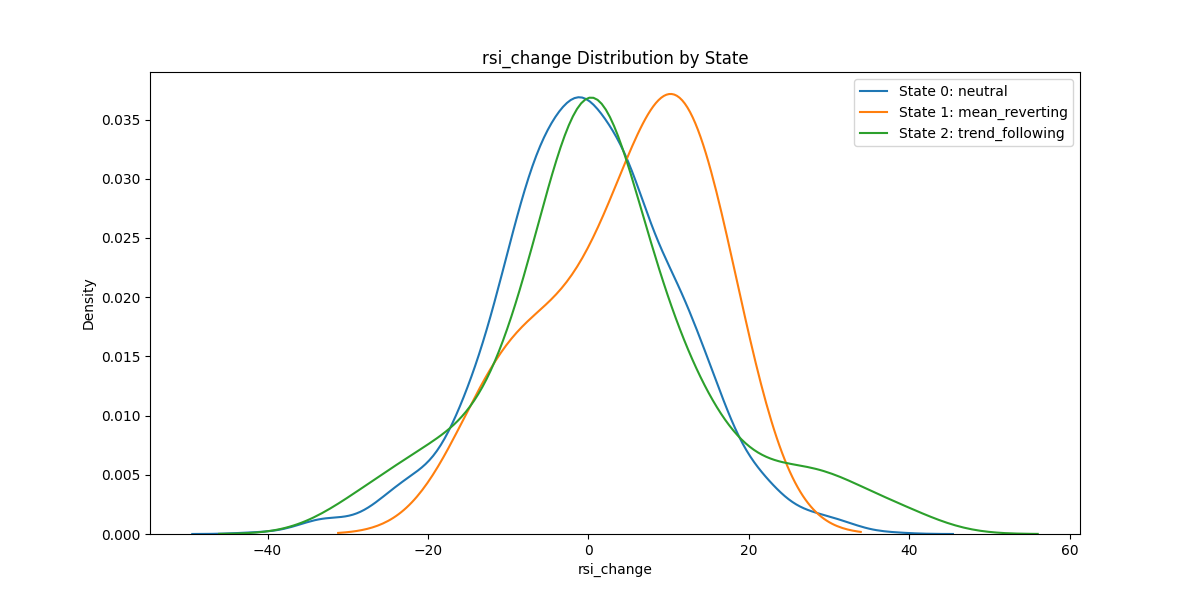 rsi_change Distribution by State
State 0: neutral
State 1: mean_reverting
State 2: trend_following
Density
0.035
0.030
0.025
0.020
0.015
0.010
0.005
0.000
−40
−20
0
20
40
60
rsi_change